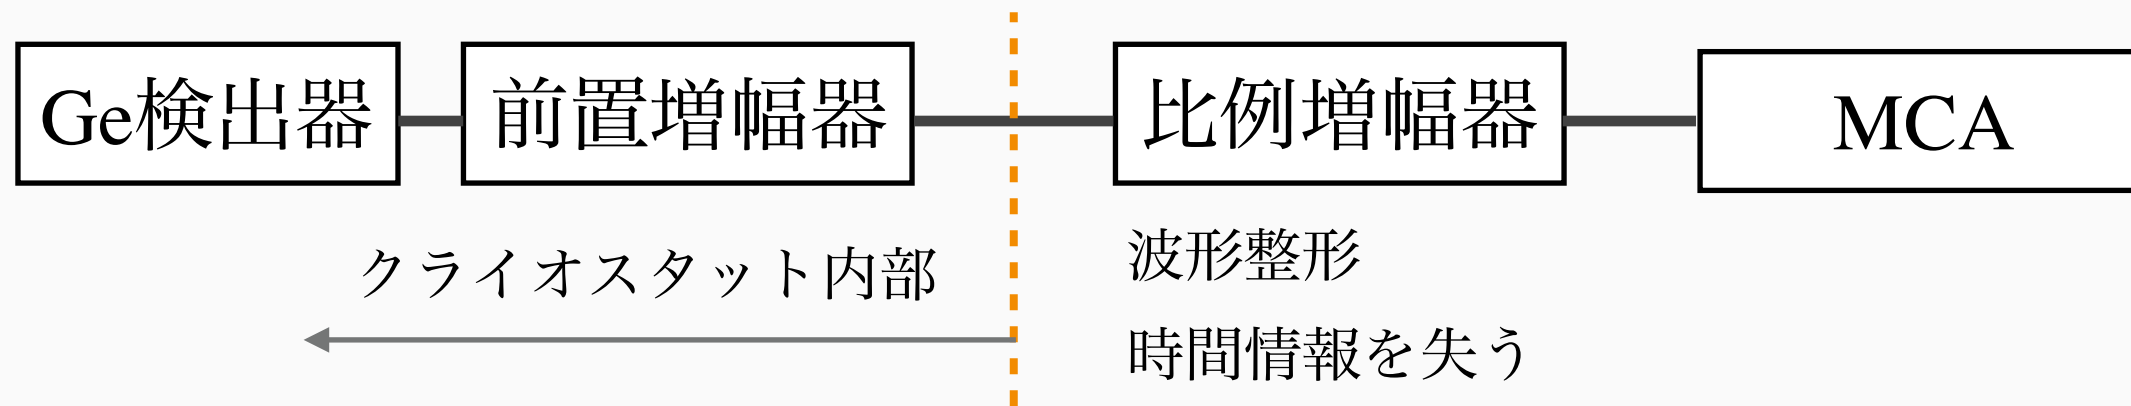 Ge検出器
前置増幅器
比例増幅器
MCA
クライオスタット内部
波形整形
時間情報を失う